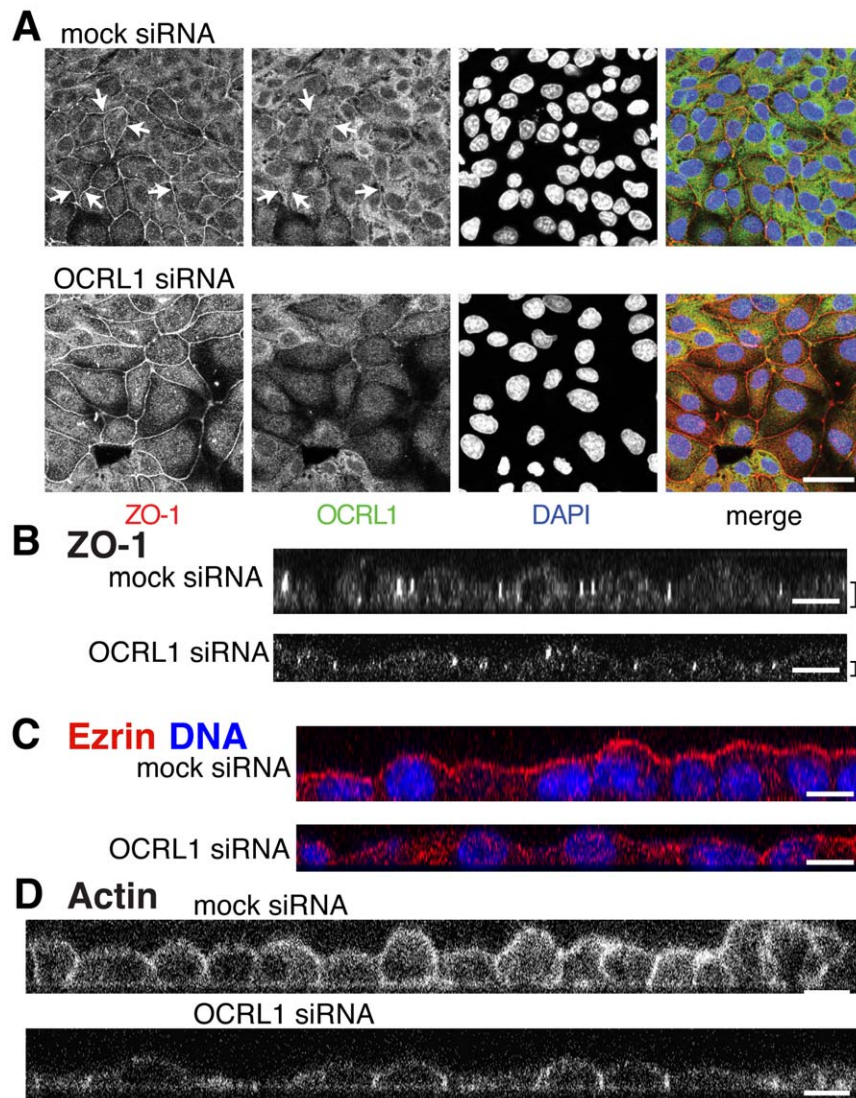 A
mock siRNA
OCRL1 siRNA
ZO-1 OCRL1 DAPI merge
B ZO-1
mock siRNA
OCRL1 siRNA
C Ezrin DNA
mock siRNA
OCRL1 siRNA
D Actin
mock siRNA
OCRL1 siRNA